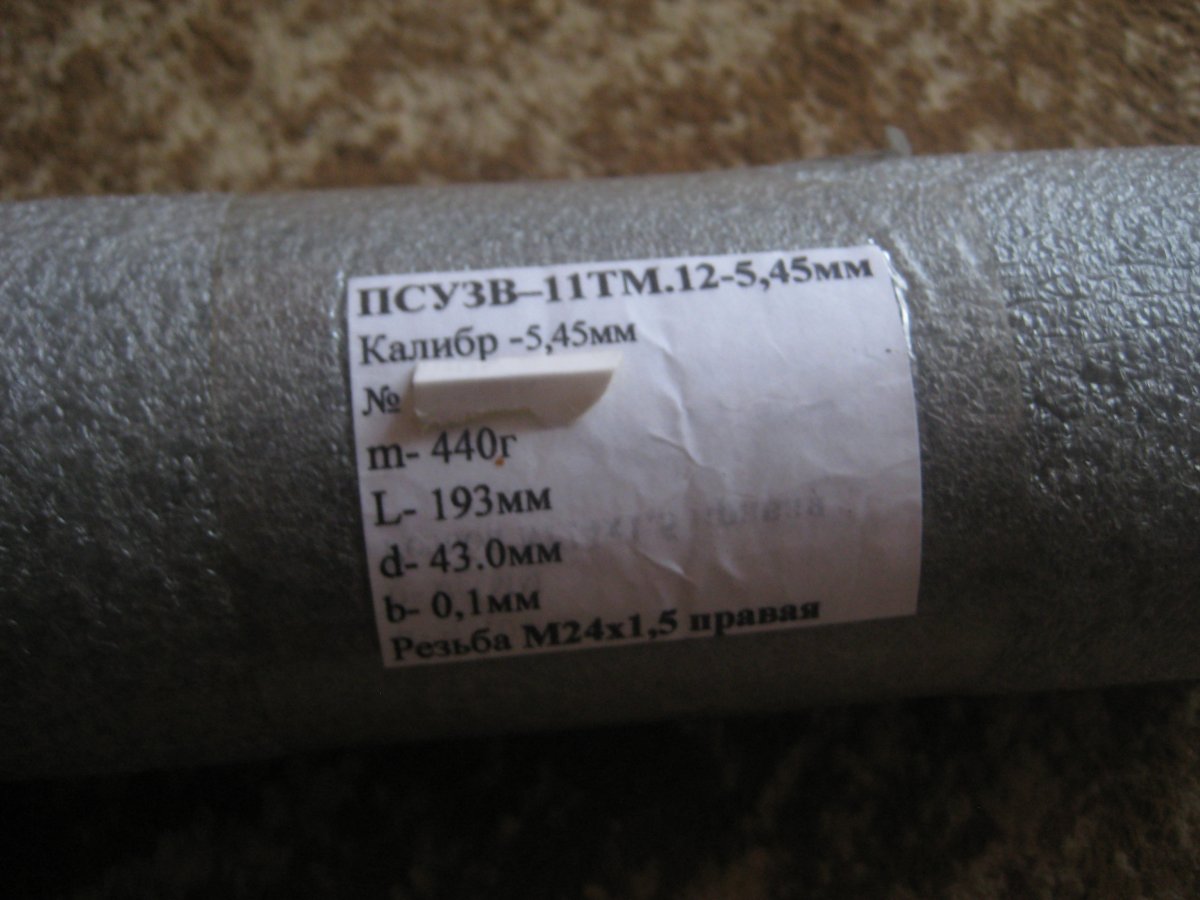 ПСУЗВ–11ТМ.12-5,45мм
Калибр -5,45мм
№
m- 440г
L- 193мм
d- 43.0мм
b- 0,1мм
Резьба М24х1,5 правая